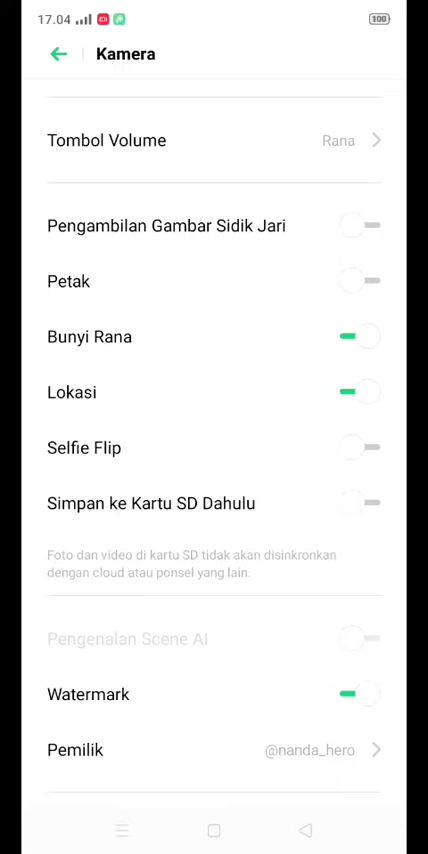 17.04
100
Kamera
Tombol Volume
Rana
Pengambilan Gambar Sidik Jari
Petak
Bunyi Rana
Lokasi
Selfie Flip
Simpan ke Kartu SD Dahulu
Foto dan video di kartu SD tidak akan disinkronkan
dengan cloud atau ponsel yang lain.
Pengenalan Scene AI
Watermark
Pemilik
@nanda_hero